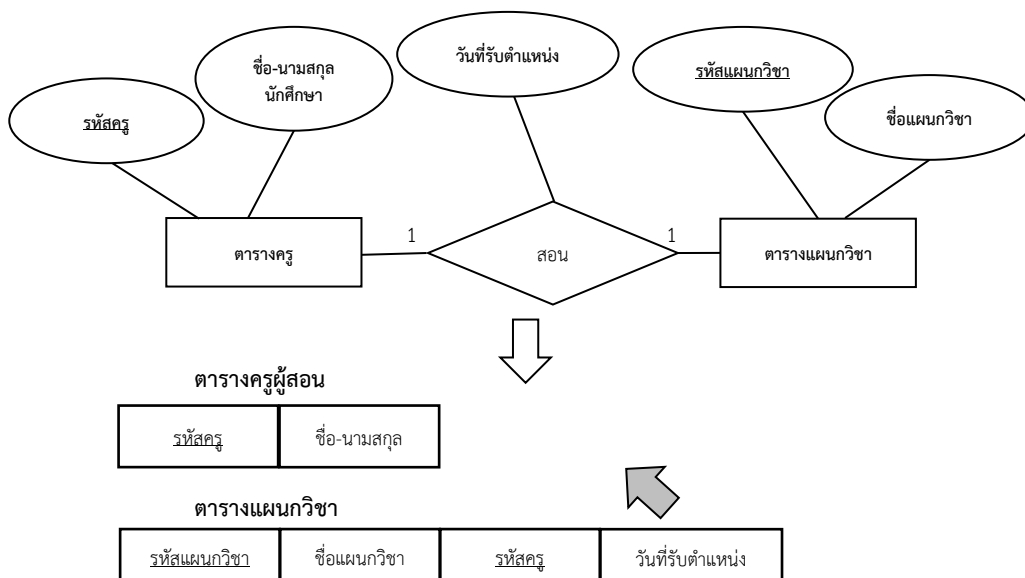 วันที่รับตำแหน่ง
ชื่อ-นามสกุล
นักศึกษา
รหัสแผนกวิชา
รหัสครู
ชื่อแผนกวิชา
1
1
ตารางครู
สอน
ตารางแผนกวิชา
ตารางครูผู้สอน
รหัสครู ชื่อ-นามสกุล
ตารางแผนกวิชา
รหัสแผนกวิชา ชื่อแผนกวิชา รหัสครู วันที่รับตำแหน่ง